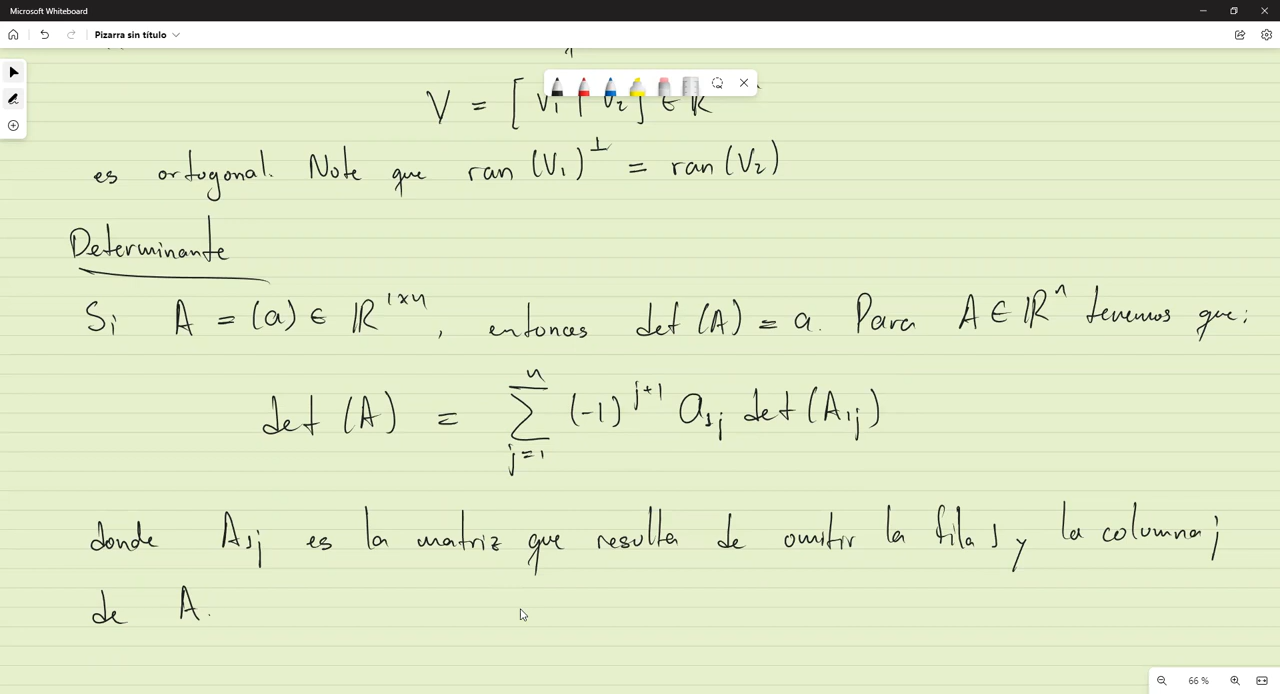 Microsoft Whiteboard
Pizarra sin título
V = [ V₁ | V₂ ] ∈ ℝ
es ortogonal. Note que ran (V₁)^⊥ = ran (V₂)
Determinante
Si A = (a) ∈ ℝ^{1×n}, entonces det (A) = a. Para A ∈ ℝ^n tenemos que:
det (A) = ∑_{j=1}^{n} (-1)^{j+1} a_{1j} det (A_{1j})
donde A_{1j} es la matriz que resulta de omitir la fila 1 y la columna j
de A.
66 %